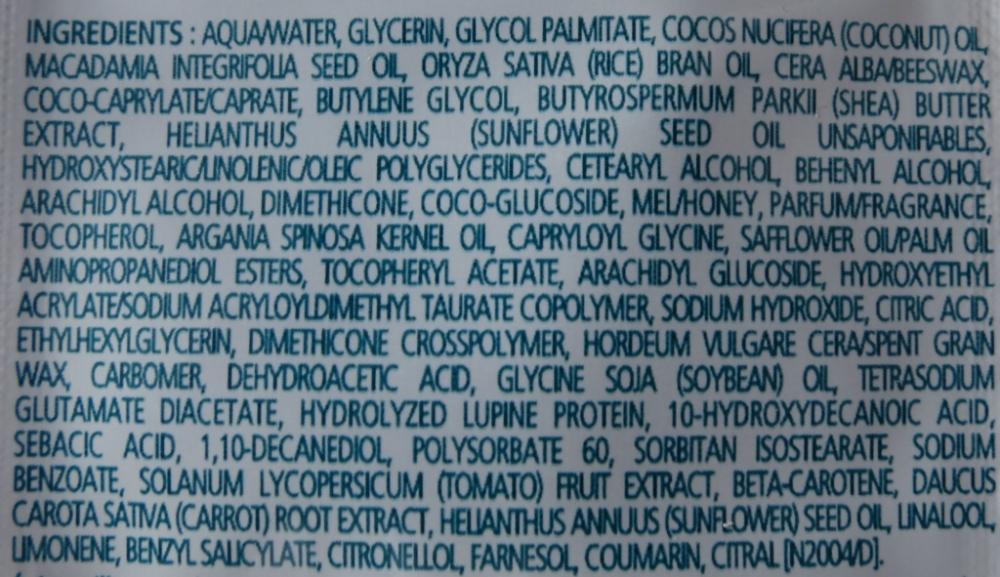 INGREDIENTS : AQUA/WATER, GLYCERIN, GLYCOL PALMITATE, COCOS NUCIFERA (COCONUT) OIL,
MACADAMIA INTEGRIFOLIA SEED OIL, ORYZA SATIVA (RICE) BRAN OIL, CERA ALBA/BEESWAX,
COCO-CAPRYLATE/CAPRATE, BUTYLENE GLYCOL, BUTYROSPERMUM PARKII (SHEA) BUTTER
EXTRACT, HELIANTHUS ANNUUS (SUNFLOWER) SEED OIL UNSAPONIFIABLES,
HYDROXYSTEARIC/LINOLENIC/OLEIC POLYGLYCERIDES, CETEARYL ALCOHOL, BEHENYL ALCOHOL,
ARACHIDYL ALCOHOL, DIMETHICONE, COCO-GLUCOSIDE, MEL/HONEY, PARFUM/FRAGRANCE,
TOCOPHEROL, ARGANIA SPINOSA KERNEL OIL, CAPRYLOYL GLYCINE, SAFFLOWER OIL/PALM OIL
AMINOPROPANEDIOL ESTERS, TOCOPHERYL ACETATE, ARACHIDYL GLUCOSIDE, HYDROXYETHYL
ACRYLATE/SODIUM ACRYLOYLDIMETHYL TAURATE COPOLYMER, SODIUM HYDROXIDE, CITRIC ACID,
ETHYLHEXYLGLYCERIN, DIMETHICONE CROSSPOLYMER, HORDEUM VULGARE CERA/SPENT GRAIN
WAX, CARBOMER, DEHYDROACETIC ACID, GLYCINE SOJA (SOYBEAN) OIL, TETRASODIUM
GLUTAMATE DIACETATE, HYDROLYZED LUPINE PROTEIN, 10-HYDROXYDECANOIC ACID,
SEBACIC ACID, 1,10-DECANEDIOL, POLYSORBATE 60, SORBITAN ISOSTEARATE, SODIUM
BENZOATE, SOLANUM LYCOPERSICUM (TOMATO) FRUIT EXTRACT, BETA-CAROTENE, DAUCUS
CAROTA SATIVA (CARROT) ROOT EXTRACT, HELIANTHUS ANNUUS (SUNFLOWER) SEED OIL, LINALOOL,
LIMONENE, BENZYL SALICYLATE, CITRONELLOL, FARNESOL, COUMARIN, CITRAL [N2004/D].